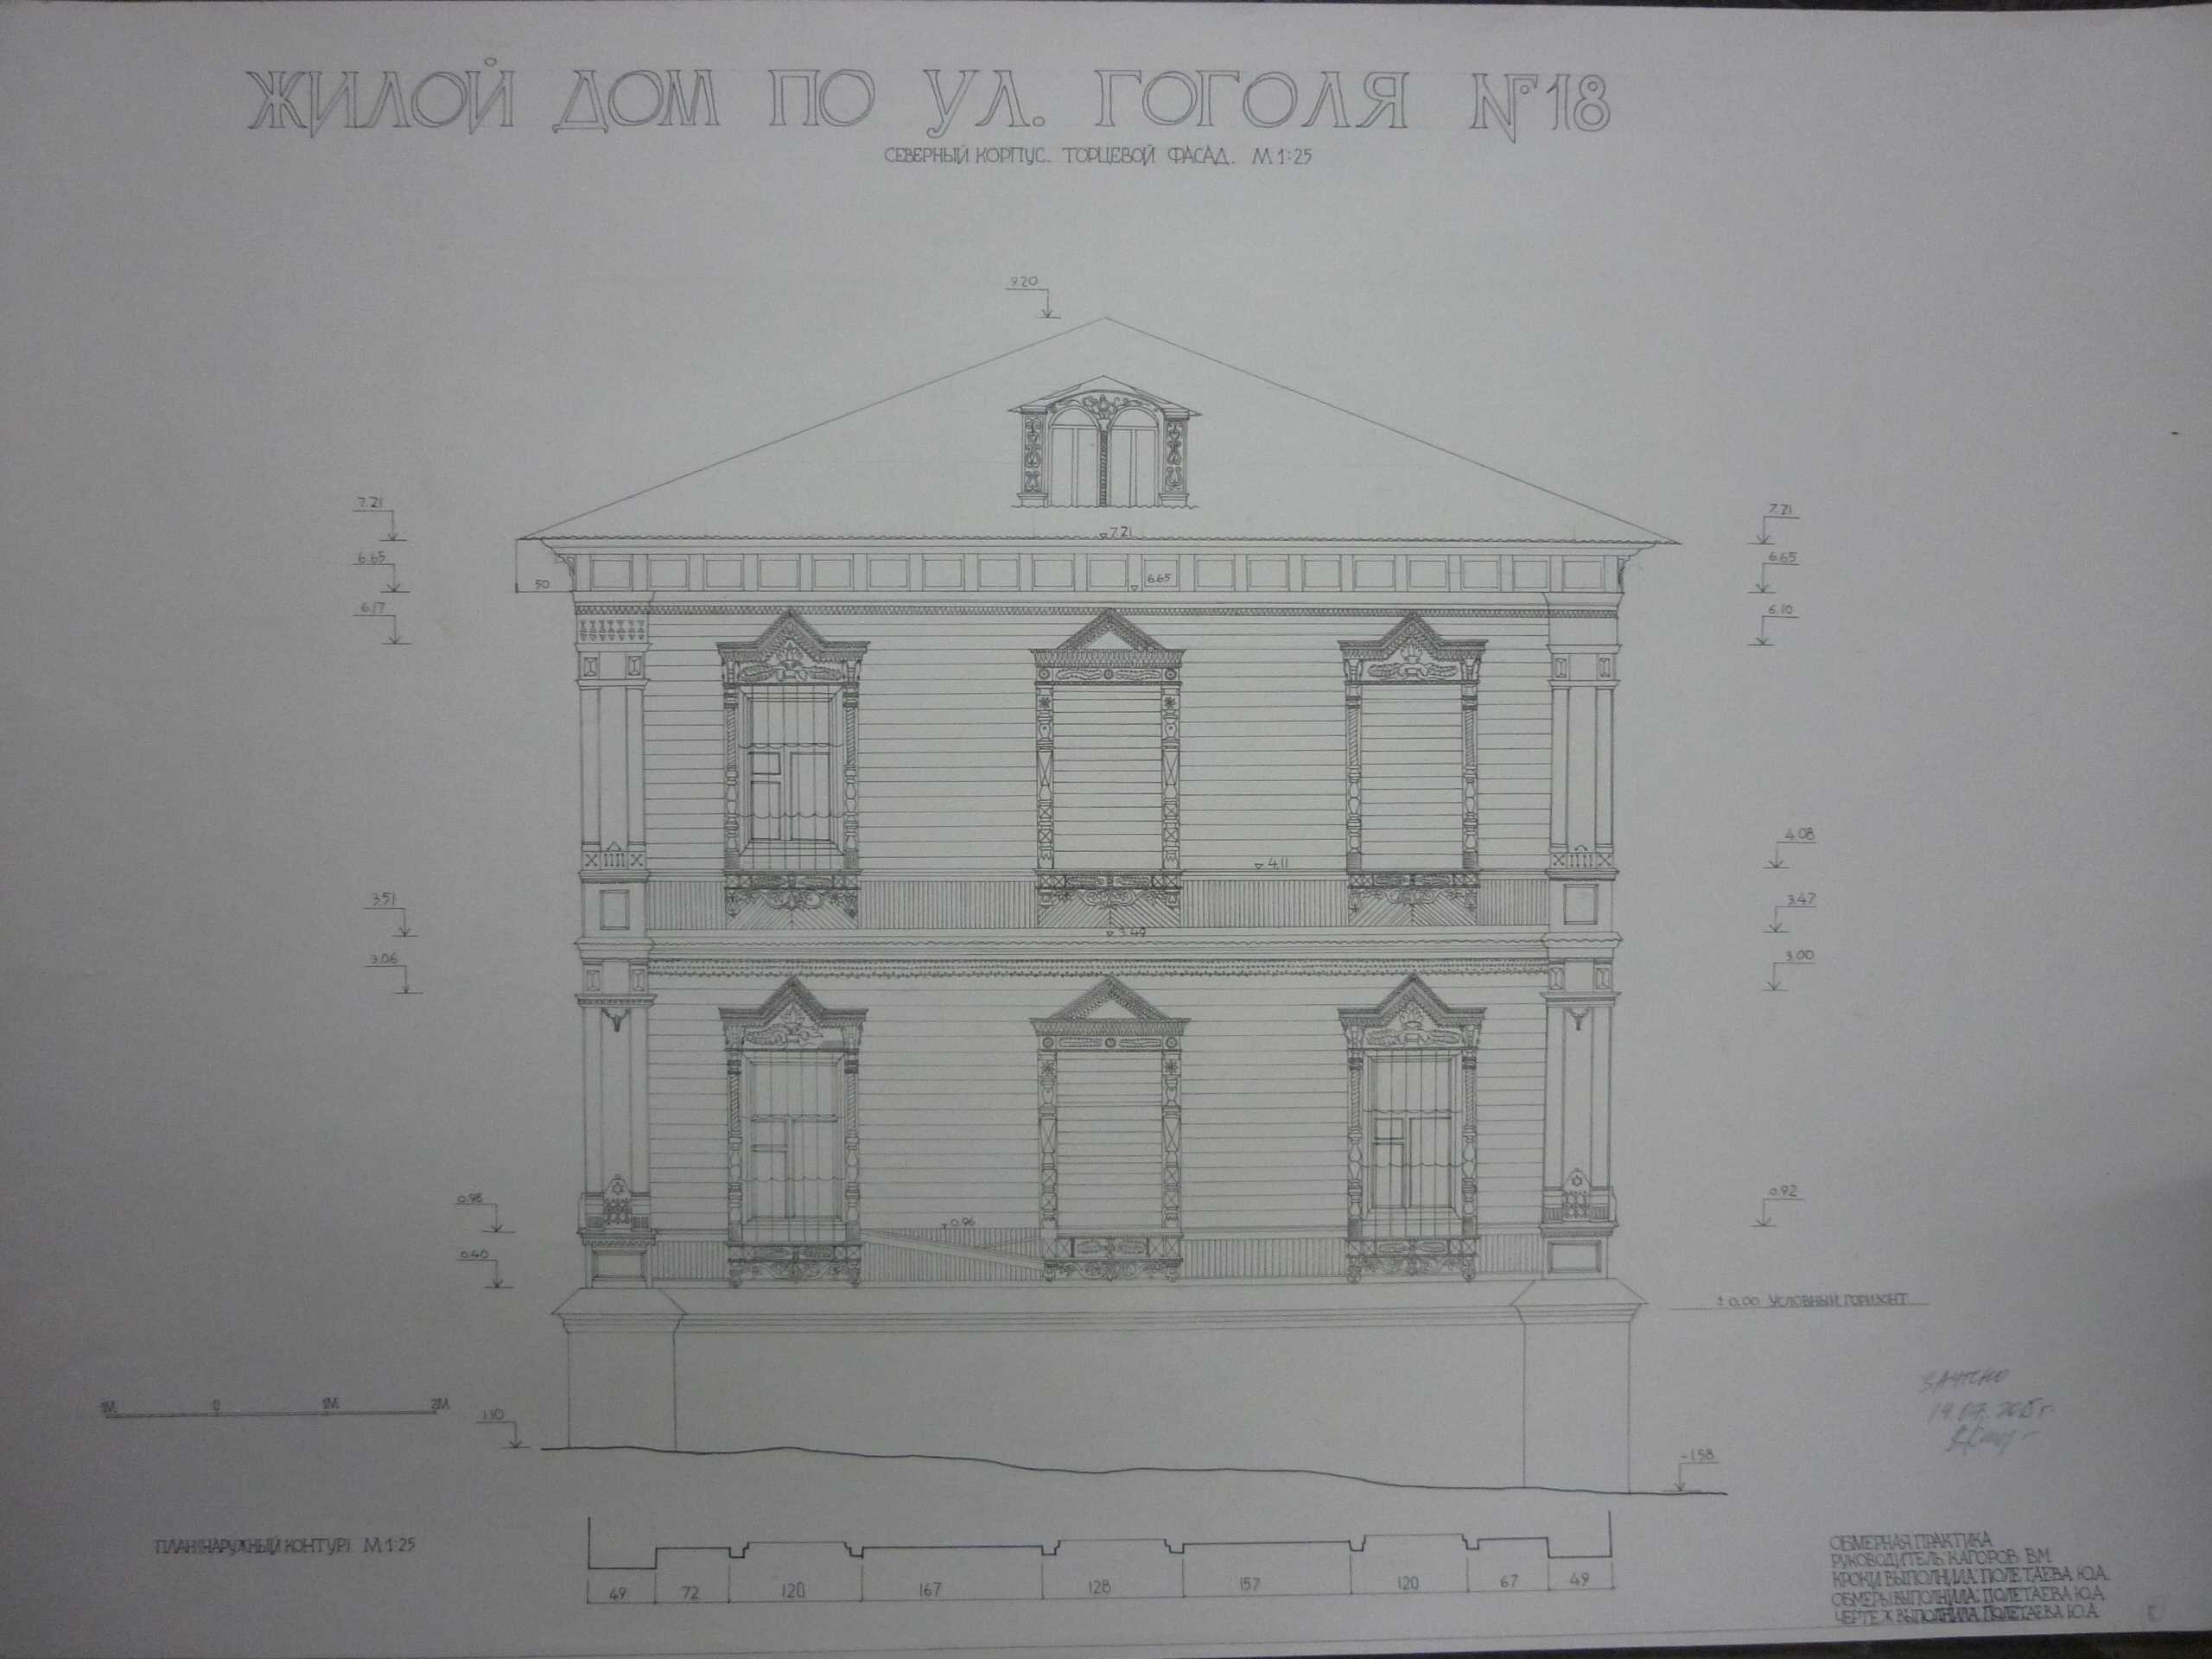 ЖИЛОЙ ДОМ ПО УЛ. ГОГОЛЯ №18
СЕВЕРНЫЙ КОРПУС. ТОРЦЕВОЙ ФАСАД. М 1:25
9.20
7.21
7.21
7.21
6.65
6.65
6.65
50
6.17
6.10
4.08
4.11
3.51
3.47
3.49
3.06
3.00
0.98
0.92
0.96
0.40
± 0.00 УСЛОВНЫЙ ГОРИЗОНТ
1М 0 1М 2М
1.10
-1.58
ЗАЧТЕНО
19.07.2015 г.
ПЛАН (НАРУЖНЫЙ КОНТУР) М 1:25
49 72 120 167 128 157 120 67 49
ОБМЕРНАЯ ПРАКТИКА
РУКОВОДИТЕЛЬ: КАГОРОВ В.М.
КРОКИ ВЫПОЛНИЛА: ПОЛЕТАЕВА Ю.А.
ОБМЕРЫ ВЫПОЛНИЛА: ПОЛЕТАЕВА Ю.А.
ЧЕРТЕЖ ВЫПОЛНИЛА: ПОЛЕТАЕВА Ю.А.